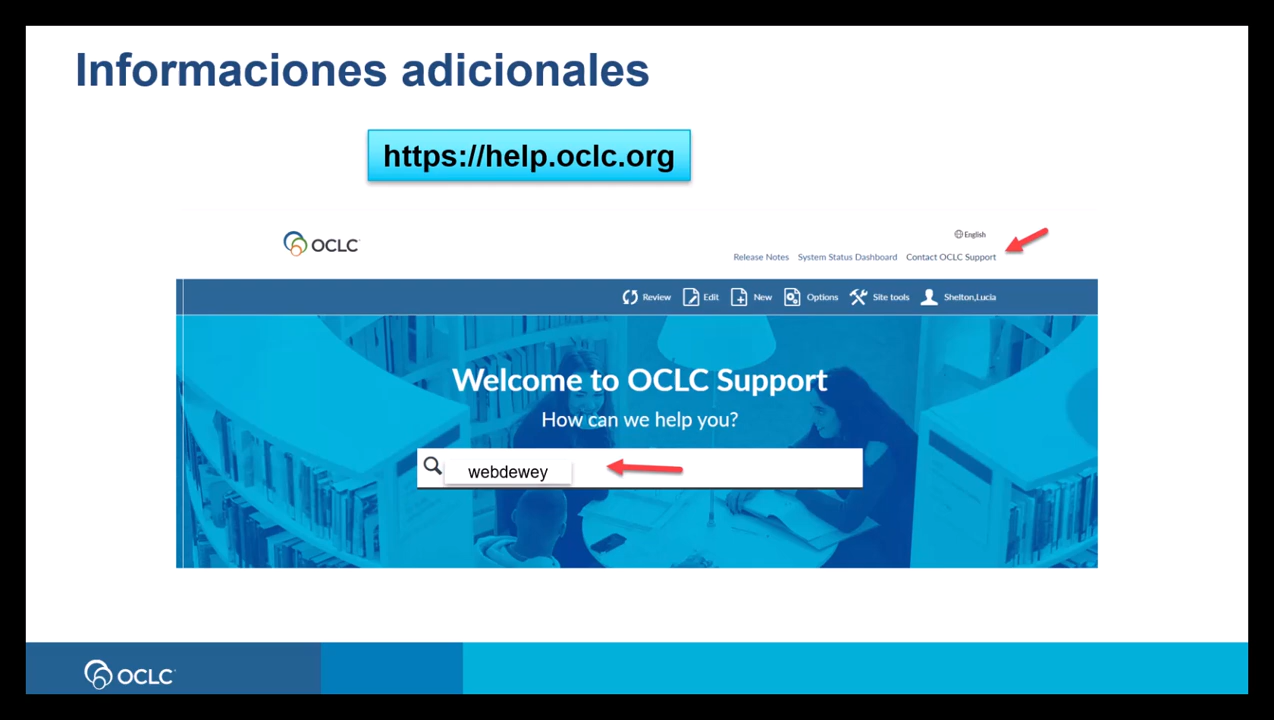 Informaciones adicionales
https://help.oclc.org
OCLC
English
Release Notes System Status Dashboard Contact OCLC Support
Review Edit New Options Site tools Shelton,Lucia
Welcome to OCLC Support
How can we help you?
webdewey
OCLC